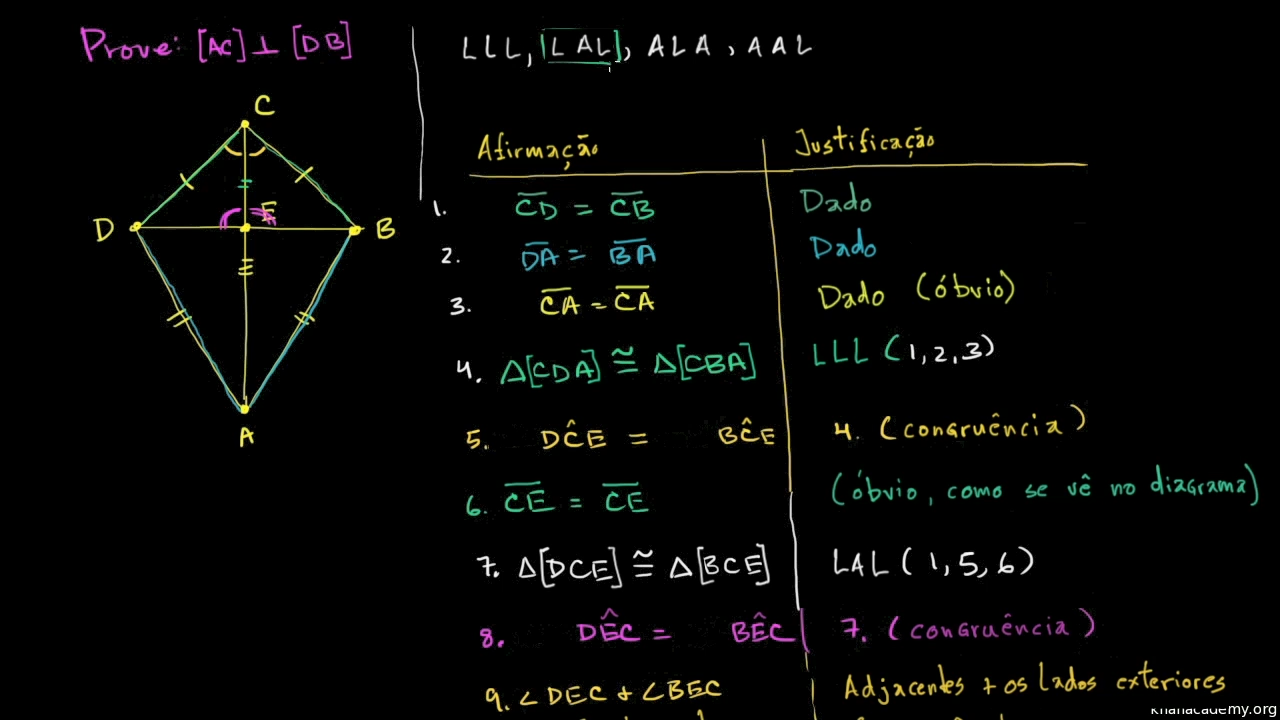 Prove: [AC] ⊥ [DB]
LLL, [LAL], ALA, AAL
C
D
E
B
A
Afirmação Justificação
1. CD = CB Dado
2. DA = BA Dado
3. CA = CA Dado (óbvio)
4. Δ[CDA] ≅ Δ[CBA] LLL (1,2,3)
5. DĈE = BĈE 4. (congruência)
6. CE = CE (óbvio, como se vê no diagrama)
7. Δ[DCE] ≅ Δ[BCE] LAL (1,5,6)
8. DÊC = BÊC 7. (congruência)
9. ∠DEC + ∠BEC Adjacentes + os lados exteriores
khanacademy.org